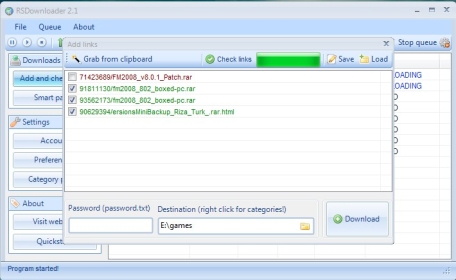 RSDownloader 2.1
File Queue About
Stop queue
Add links
Grab from clipboard
Check links
Save
Load
71423689/FM2008_v8.0.1_Patch.rar
91811130/fm2008_802_boxed-pc.rar
93562173/fm2008_802_boxed-pc.rar
90629394/ersionsMiniBackup_Riza_Turk_.rar.html
Password (password.txt)
Destination (right click for categories!)
E:\games
Download
Downloads
Add and che
Smart pa
Settings
Accou
Preferen
Category p
About
Visit web
Quickst
LOADING
LOADING
Program started!